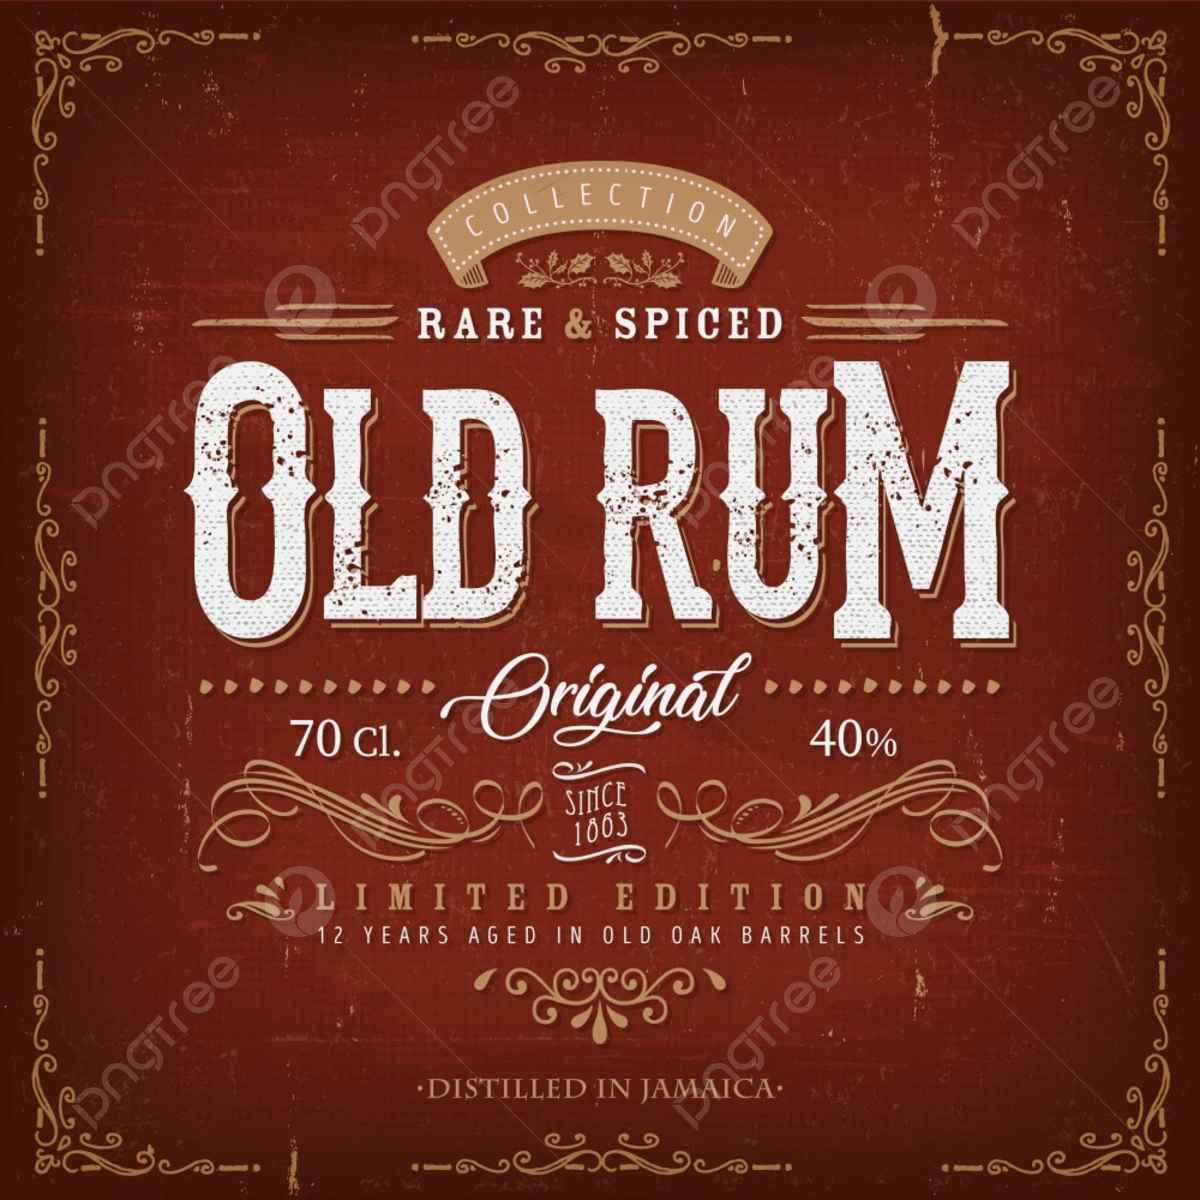 COLLECTION
RARE & SPICED
OLD RUM
Original
70 Cl.
40%
SINCE
1863
LIMITED EDITION
12 YEARS AGED IN OLD OAK BARRELS
·DISTILLED IN JAMAICA·
pngtree